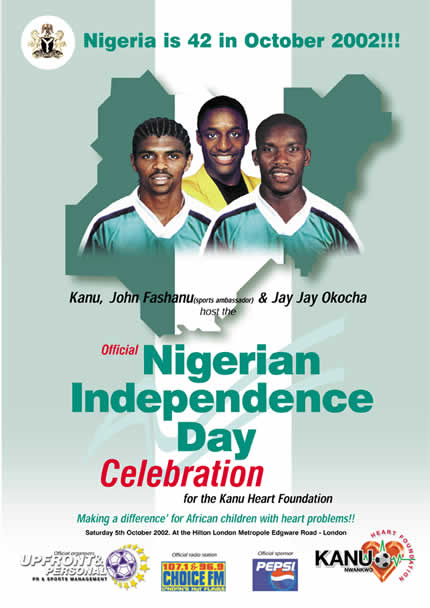 Nigeria is 42 in October 2002!!!
Kanu, John Fashanu(sports ambassador) & Jay Jay Okocha
host the
Official
Nigerian
Independence
Day
Celebration
for the Kanu Heart Foundation
Making a difference' for African children with heart problems!!
Saturday 5th October 2002. At the Hilton London Metropole Edgware Road - London
Official organisers
UPFRONT&
PERSONAL
PR & SPORTS MANAGEMENT
Official radio station
107.1 & 96.9
CHOICE FM
LONDON'S Hot FLAVAS
Official sponsor
PEPSI
KANU
NWANKWO
HEART FOUNDATION